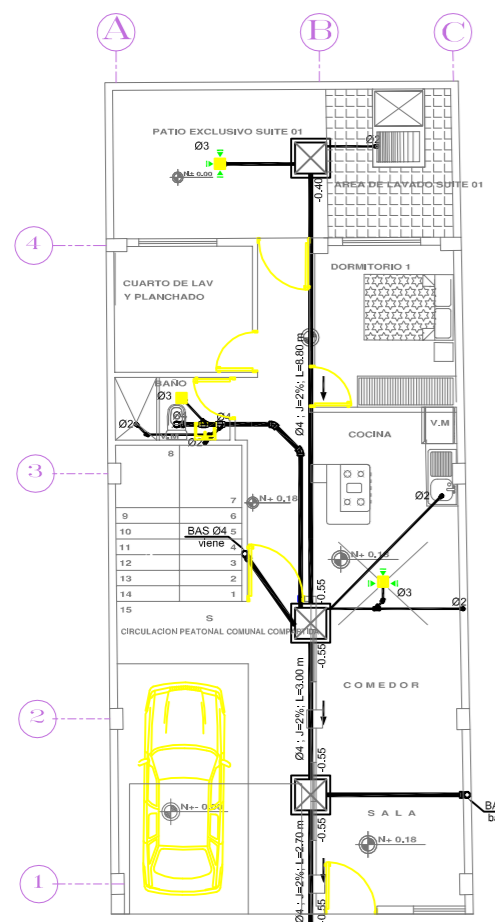 A
B
C
PATIO EXCLUSIVO SUITE 01
Ø3
Ø2
N± 0.00
-0.40
AREA DE LAVADO SUITE 01
4
CUARTO DE LAV
Y PLANCHADO
DORMITORIO 1
Ø4 ; J=2%; L=8.80 m
BAÑO
Ø3
Ø2
Ø4
Ø2
COCINA
V.M
3
8
7
9
6
10
5
11
4
12
3
13
2
14
1
15
S
N+ 0.18
BAS Ø4
viene
Ø2
N+ 0.18
Ø3
Ø2
-0.55
CIRCULACION PEATONAL COMUNAL COMPARTIDA
-0.55
COMEDOR
2
Ø4 ; J=2%; L=3.00 m
-0.55
N+- 0.00
-0.55
SALA
N+ 0.18
BA
1
Ø4 ; J=2%; L=2.70 m
-0.55